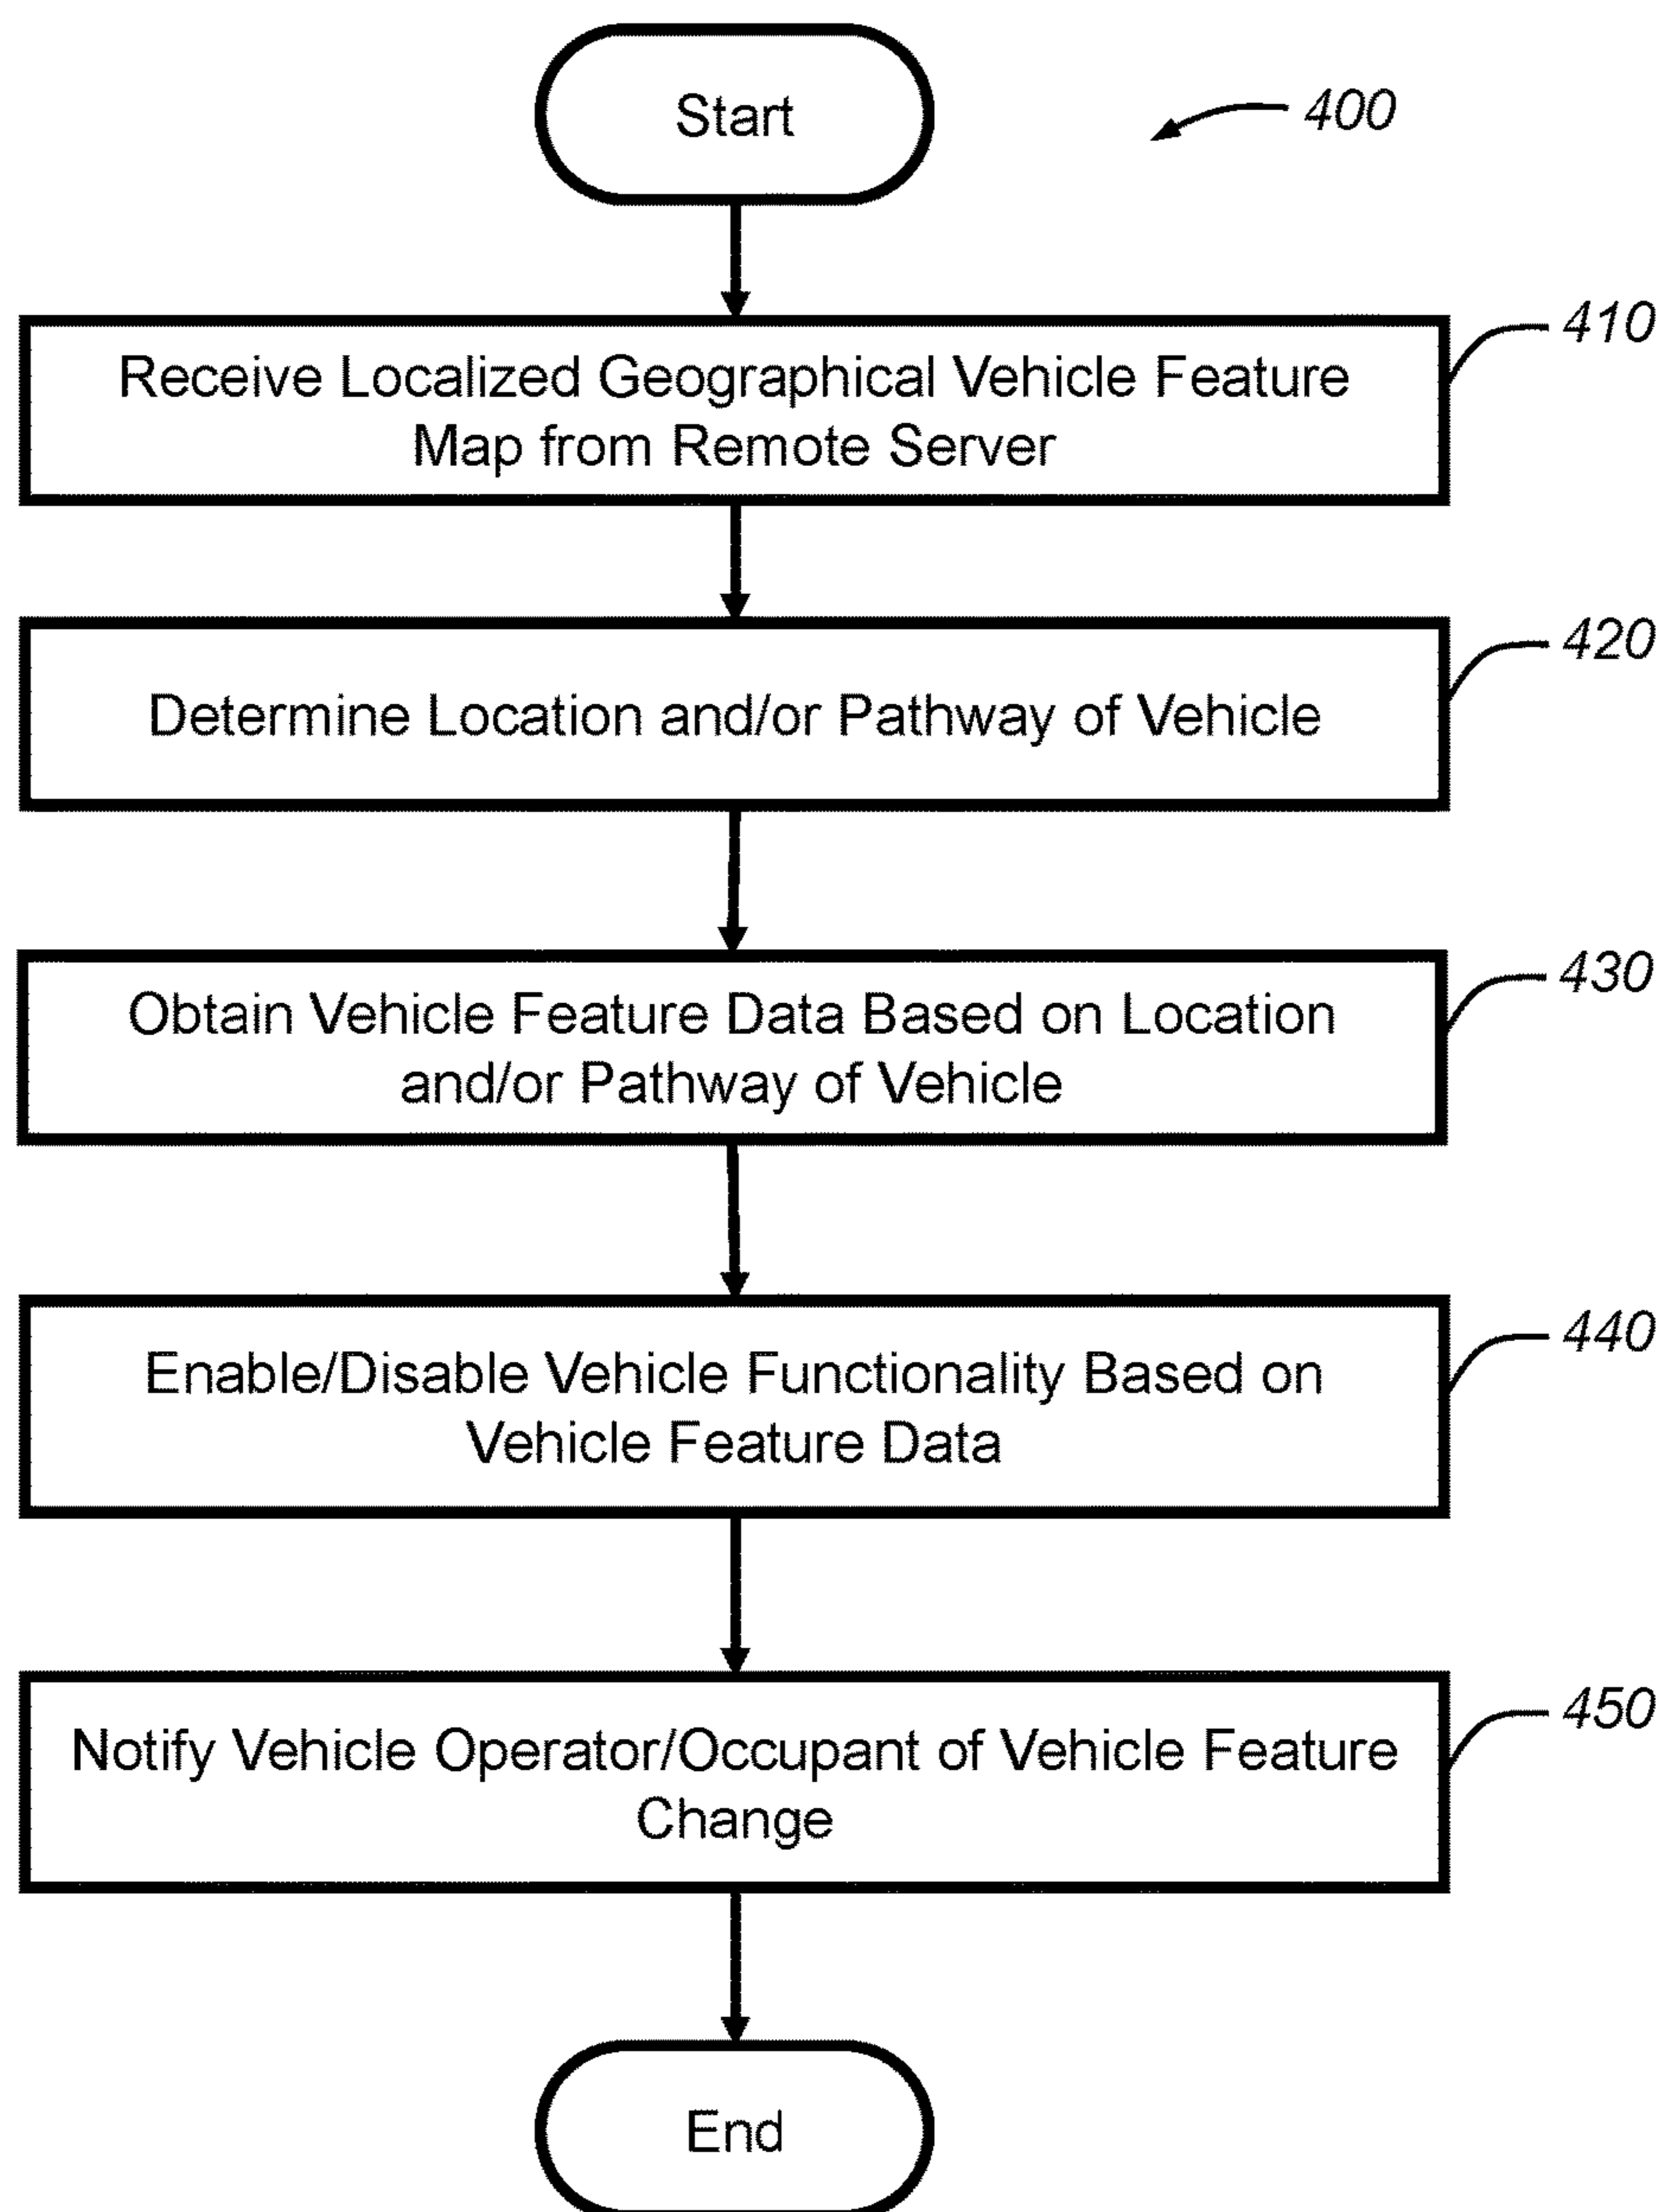 Start
400
Receive Localized Geographical Vehicle Feature
Map from Remote Server
410
Determine Location and/or Pathway of Vehicle
420
Obtain Vehicle Feature Data Based on Location
and/or Pathway of Vehicle
430
Enable/Disable Vehicle Functionality Based on
Vehicle Feature Data
440
Notify Vehicle Operator/Occupant of Vehicle Feature
Change
450
End